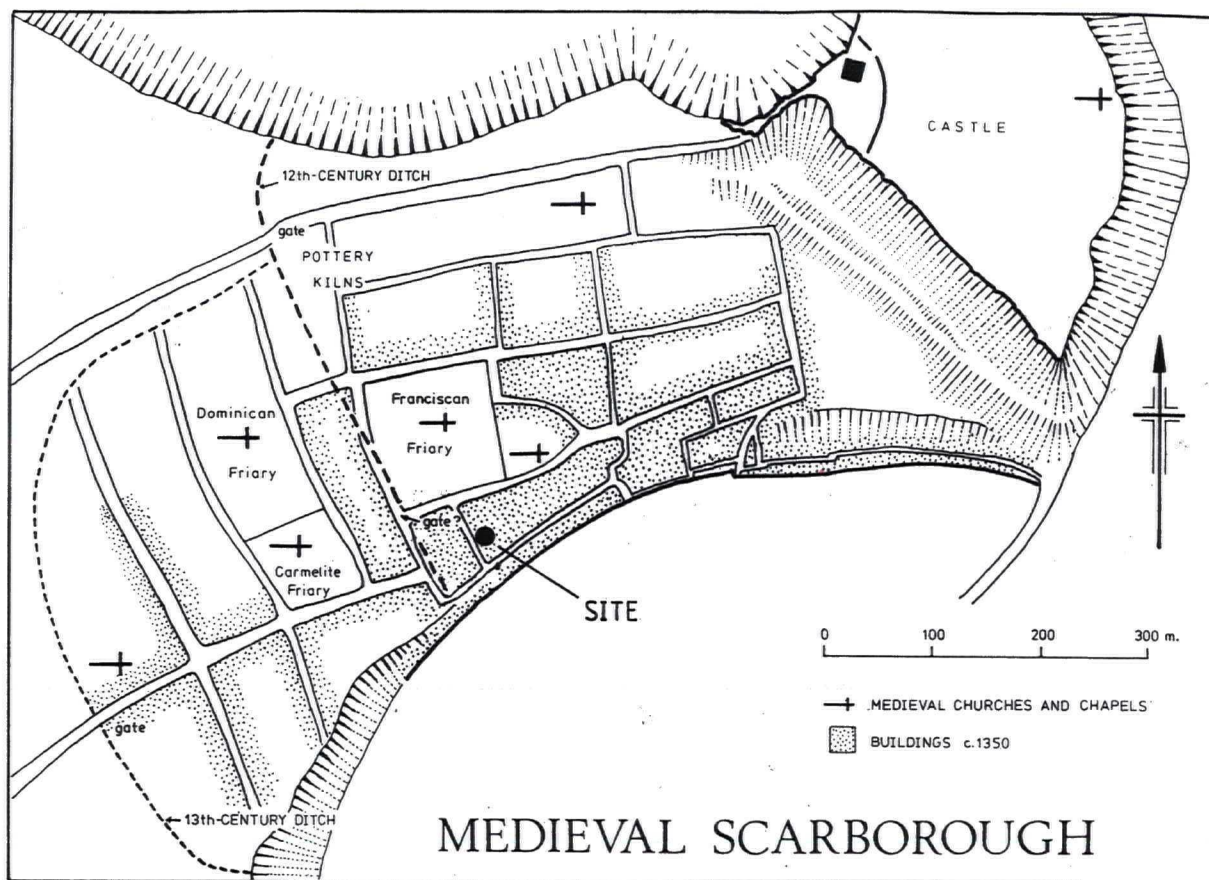 CASTLE
12th-CENTURY DITCH
gate
POTTERY
KILNS
Dominican
Friary
Franciscan
Friary
gate?
Carmelite
Friary
SITE
0 100 200 300 m.
MEDIEVAL CHURCHES AND CHAPELS
BUILDINGS c.1350
gate
13th-CENTURY DITCH
MEDIEVAL SCARBOROUGH